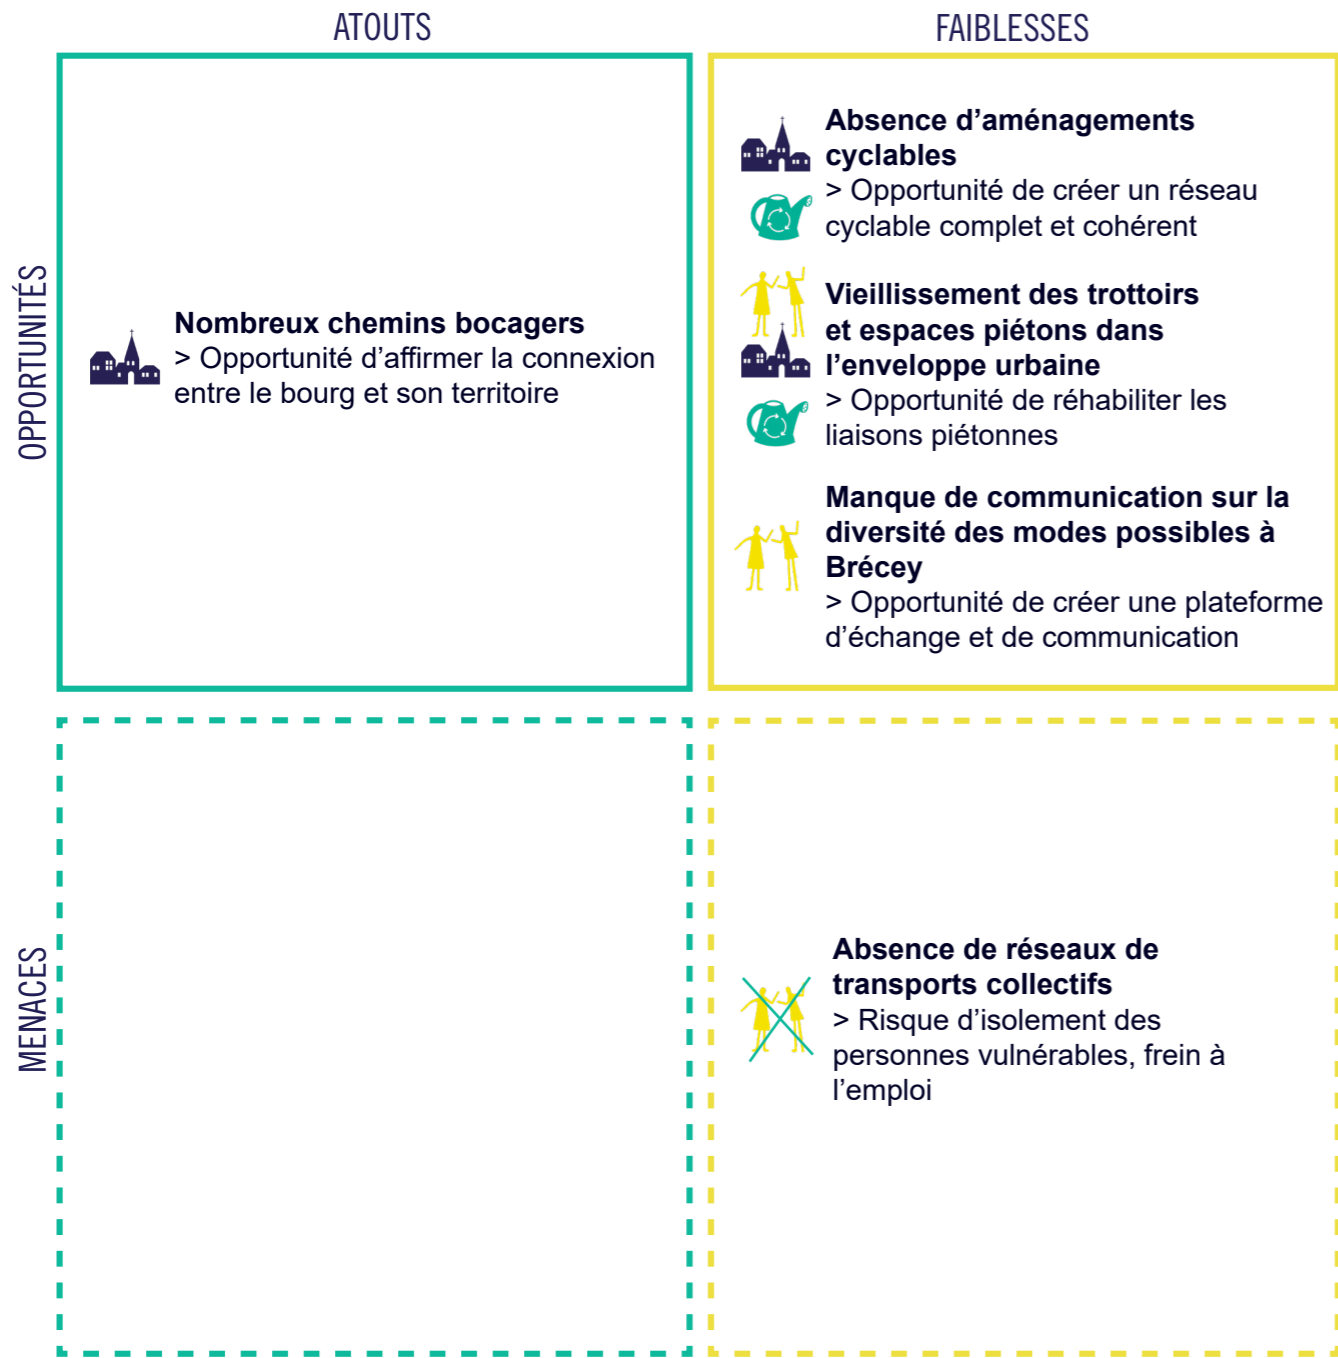 ATOUTS
FAIBLESSES
OPPORTUNITÉS
Nombreux chemins bocagers
> Opportunité d’affirmer la connexion
entre le bourg et son territoire
Absence d’aménagements
cyclables
> Opportunité de créer un réseau
cyclable complet et cohérent
Vieillissement des trottoirs
et espaces piétons dans
l’enveloppe urbaine
> Opportunité de réhabiliter les
liaisons piétonnes
Manque de communication sur la
diversité des modes possibles à
Brécey
> Opportunité de créer une plateforme
d’échange et de communication
MENACES
Absence de réseaux de
transports collectifs
> Risque d’isolement des
personnes vulnérables, frein à
l’emploi